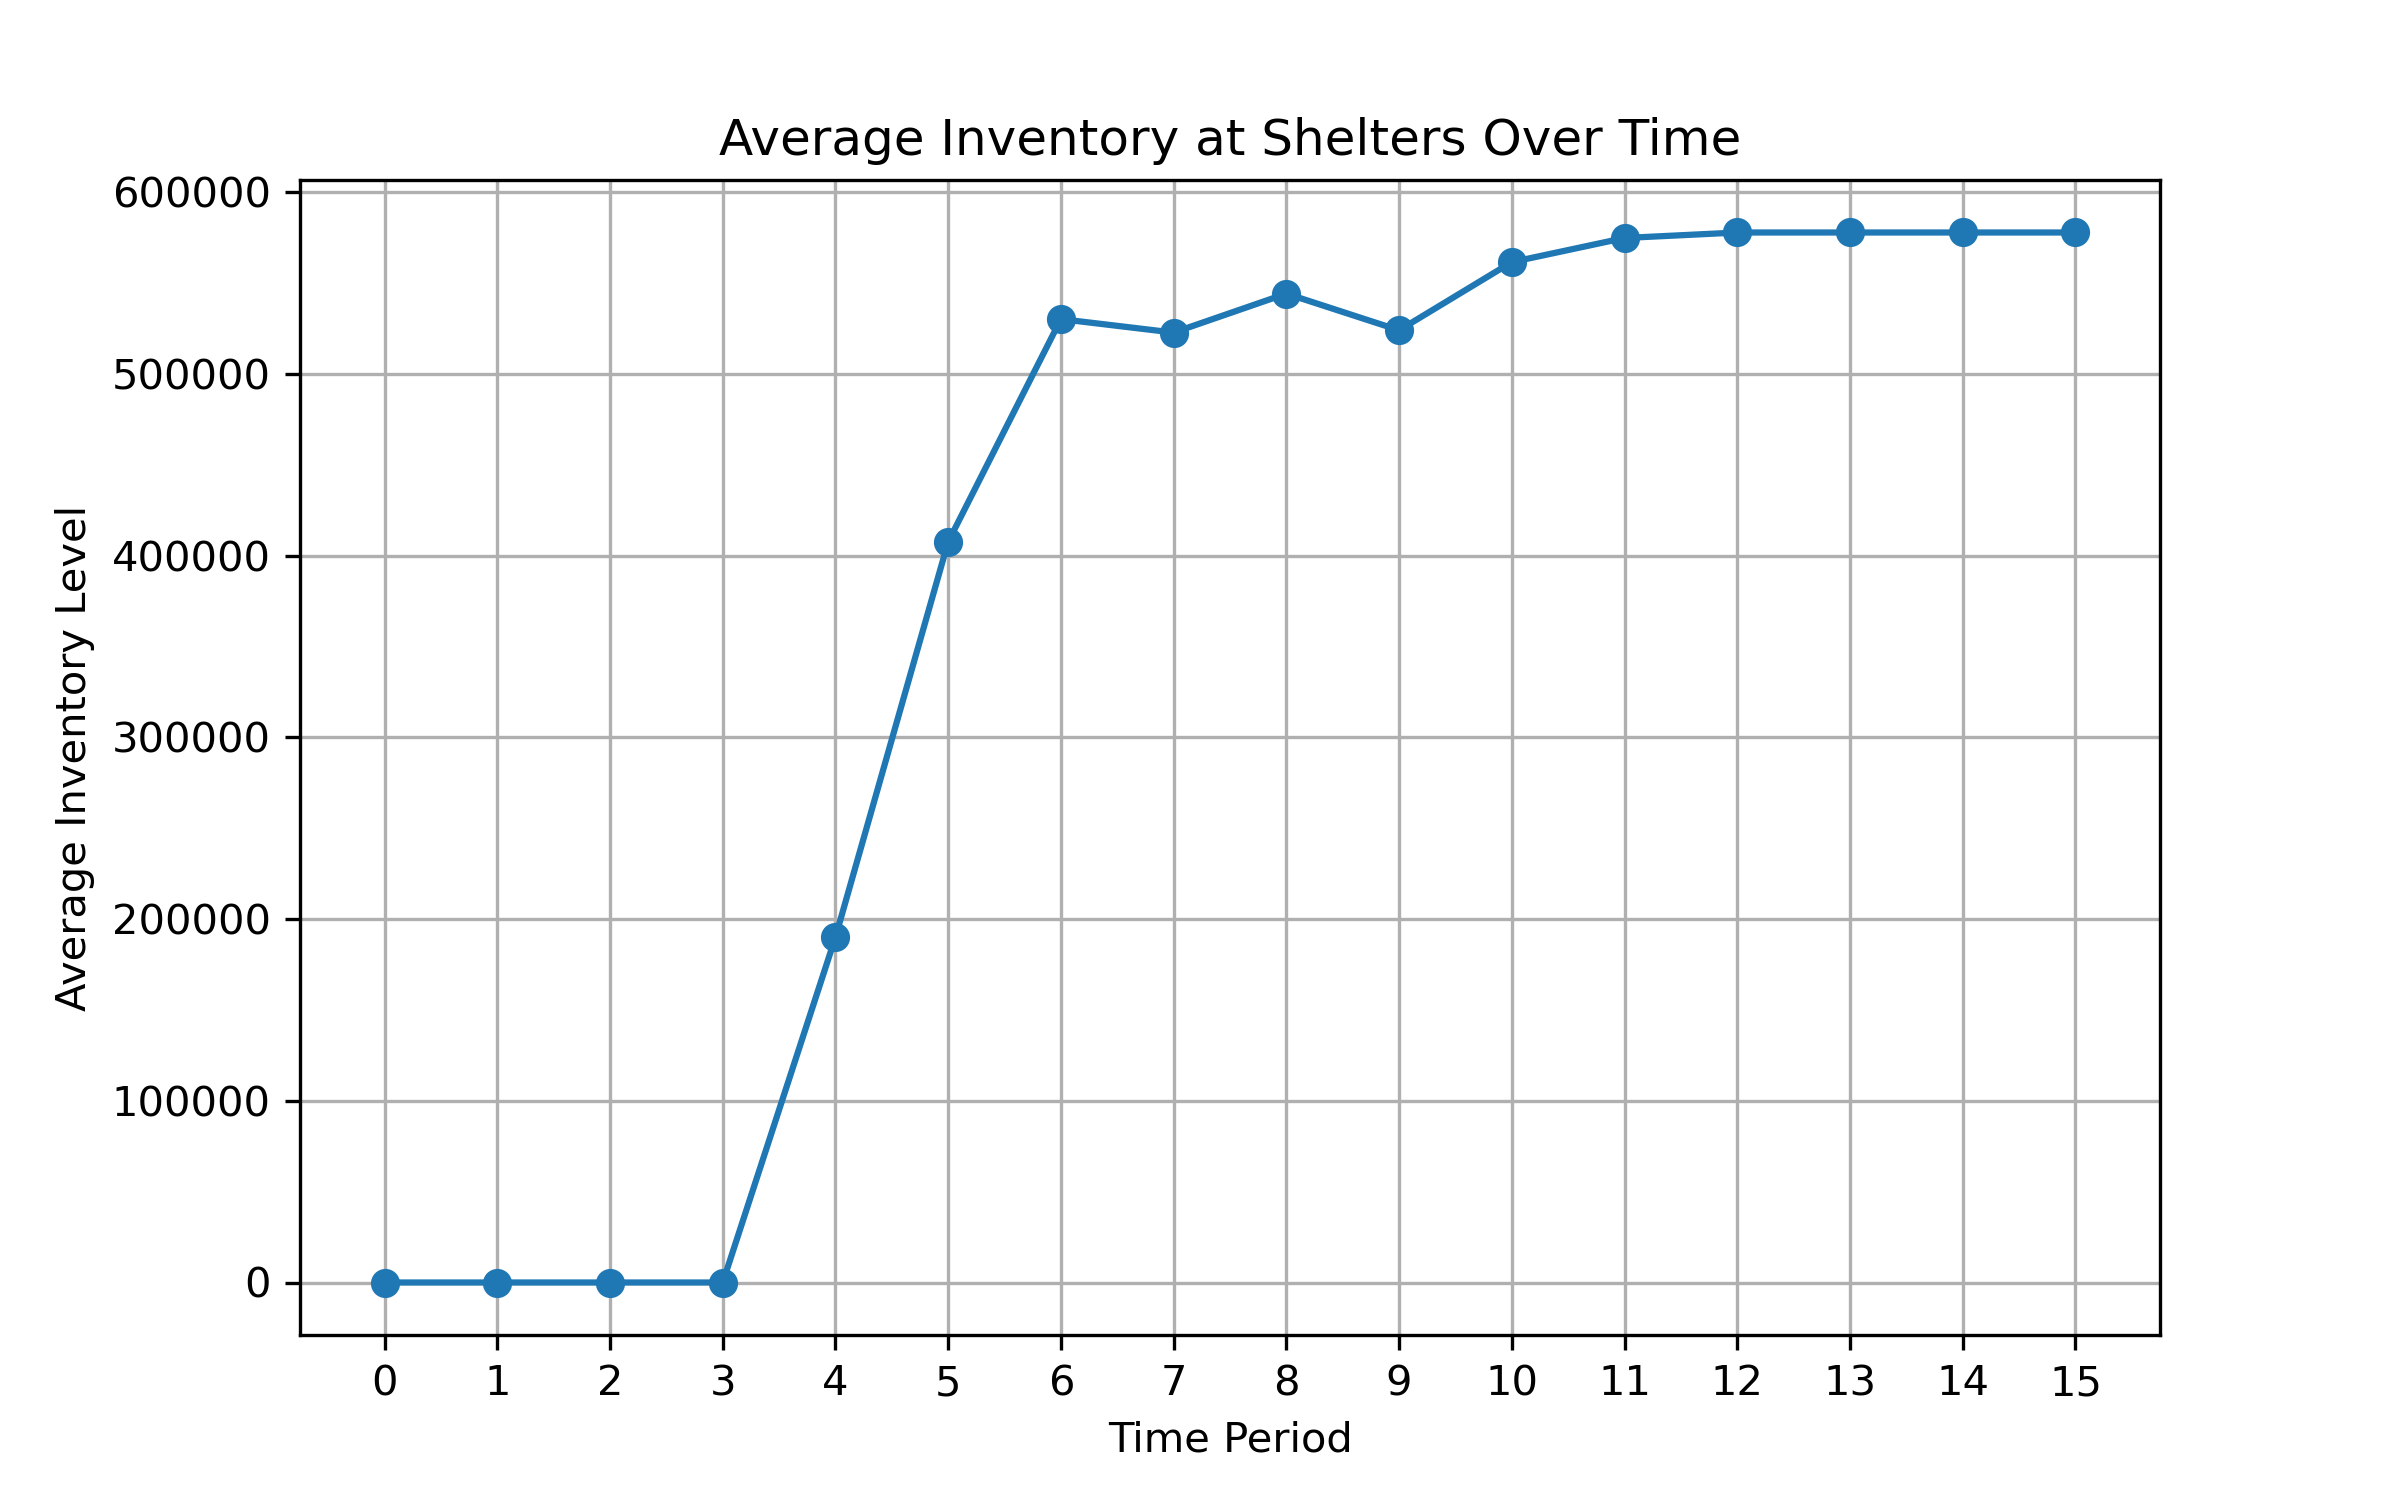 Average Inventory at Shelters Over Time
600000
500000
400000
300000
200000
100000
0
Average Inventory Level
0 1 2 3 4 5 6 7 8 9 10 11 12 13 14 15
Time Period